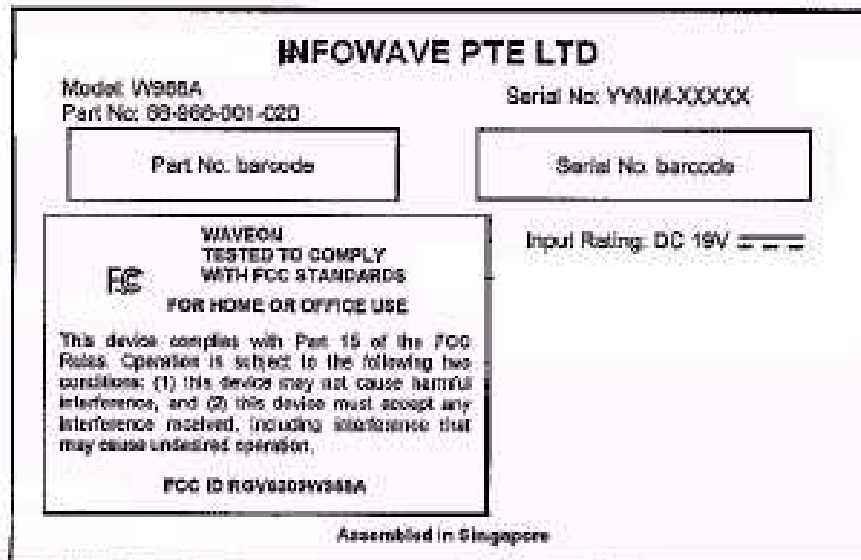 INFOWAVE PTE LTD
Model: W988A
Part No:
Serial No: YYMM-XXXXX
Part No. barcode
Serial No. barcode
WAVEON
TESTED TO COMPLY
WITH FCC STANDARDS
FC
FOR HOME OR OFFICE USE
Input Rating: DC 19V
This device complies with Part 15 of the FCC
Rules. Operation is subject to the following two
conditions: (1) this device may not cause harmful
interference, and (2) this device must accept any
interference received, including interference that
may cause undesired operation.
FCC ID
Assembled in Singapore